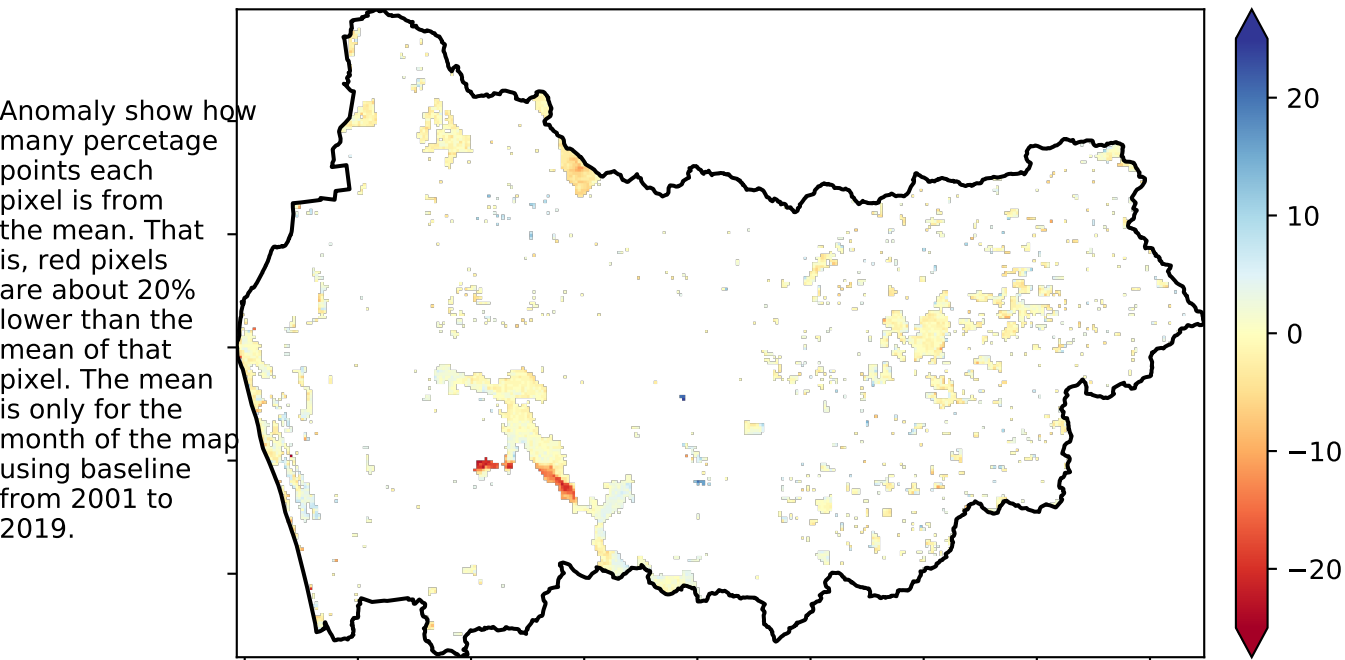 Anomaly show how
many percetage
points each
pixel is from
the mean. That
is, red pixels
are about 20%
lower than the
mean of that
pixel. The mean
is only for the
month of the map
using baseline
from 2001 to
2019.
20
10
0
−10
−20